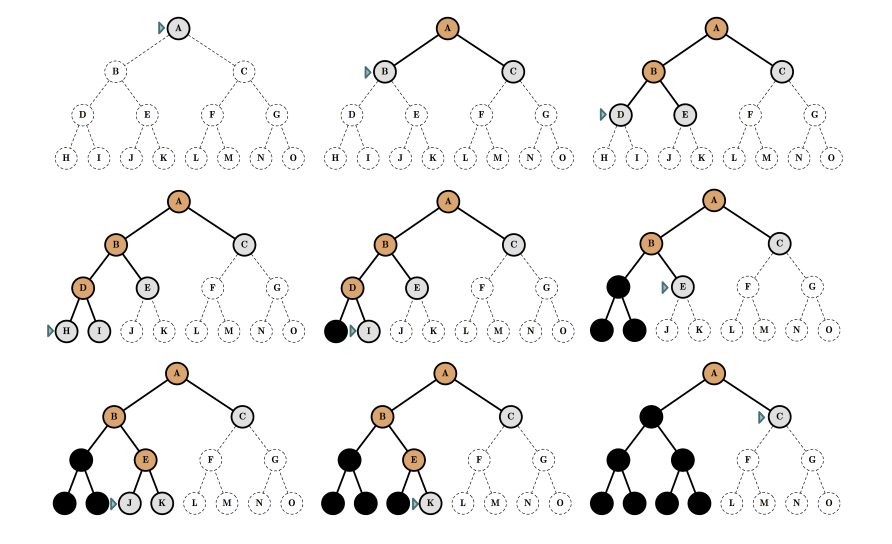 A
B C
D E F G
H I J K L M N O
A
B C
D E F G
H I J K L M N O
A
B C
D E F G
H I J K L M N O
A
B C
D E F G
H I J K L M N O
A
B C
D E F G
I J K L M N O
A
B C
E F G
J K L M N O
A
B C
E F G
J K L M N O
A
B C
E F G
K L M N O
A
C
F G
L M N O